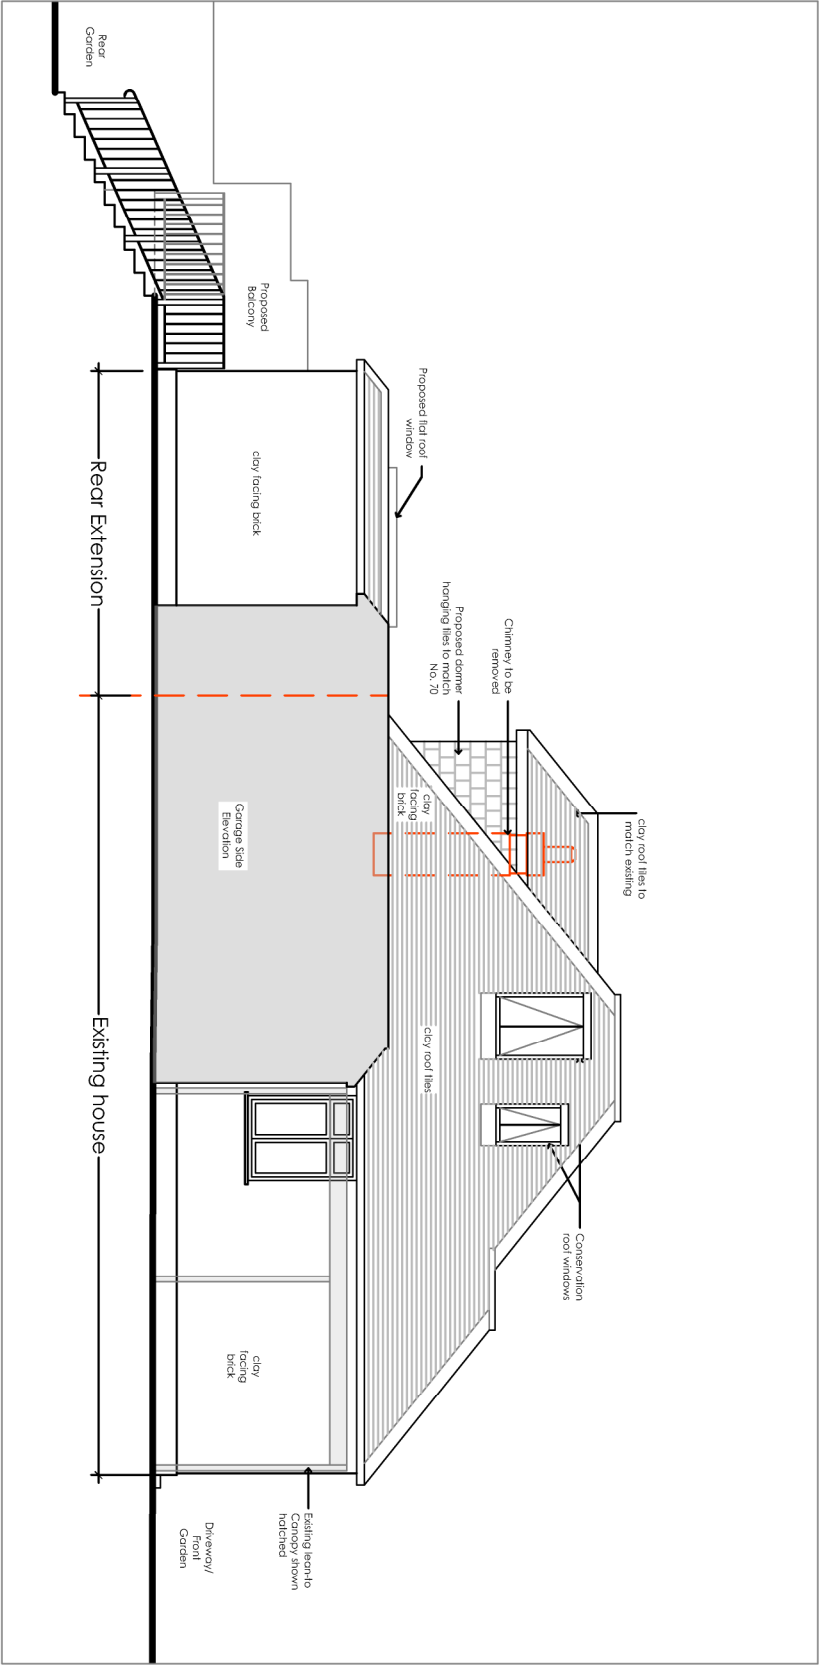 Rear
Garden
Proposed
Balcony
Proposed flat roof
window
clay facing brick
Rear Extension
Proposed dormer
hanging tiles to match
No. 70
Chimney to be
removed
clay roof tiles to
match existing
clay
facing
brick
Garage Side
Elevation
clay roof tiles
Existing house
Conservation
roof windows
clay
facing
brick
Existing lean-to
Canopy shown
hatched
Driveway/
Front
Garden